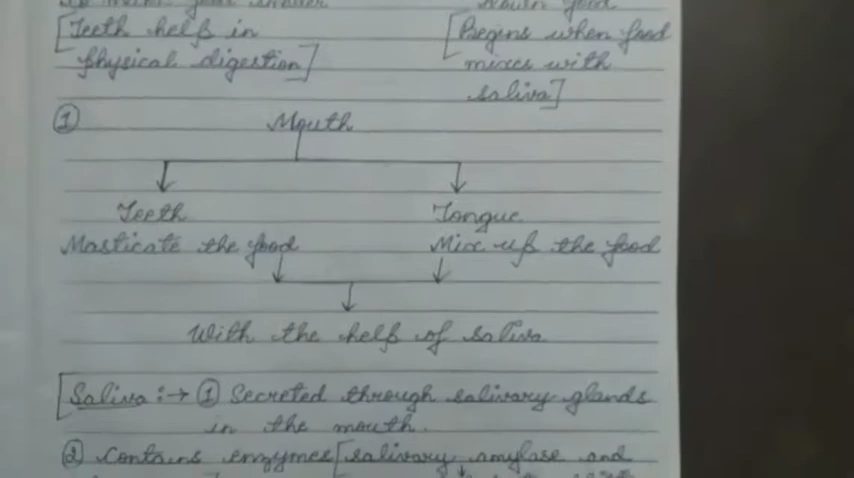 [Teeth help in
physical digestion]
[Begins when food
mixes with
saliva]
① Mouth
Teeth
Masticate the food
Tongue
Mix up the food
With the help of saliva
[Saliva :→ ① Secreted through salivary glands
in the mouth.
② Contains enzymes [salivary amylase and